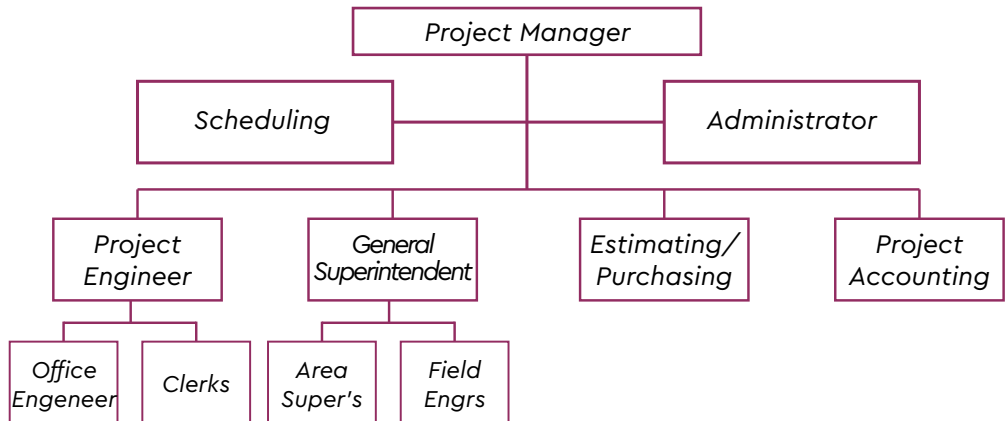 Project Manager
Scheduling
Administrator
Project
Engineer
General
Superintendent
Estimating/
Purchasing
Project
Accounting
Office
Engeneer
Clerks
Area
Super's
Field
Engrs